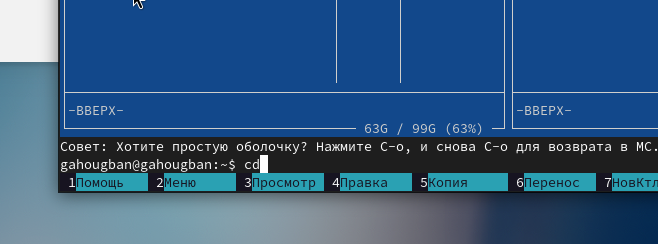 -ВВЕРХ- -ВВЕРХ-
63G / 99G (63%)
Совет: Хотите простую оболочку? Нажмите C-o, и снова C-o для возврата в MC.
gahougban@gahougban:~$ cd
1Помощь 2Меню 3Просмотр 4Правка 5Копия 6Перенос 7НовКтл